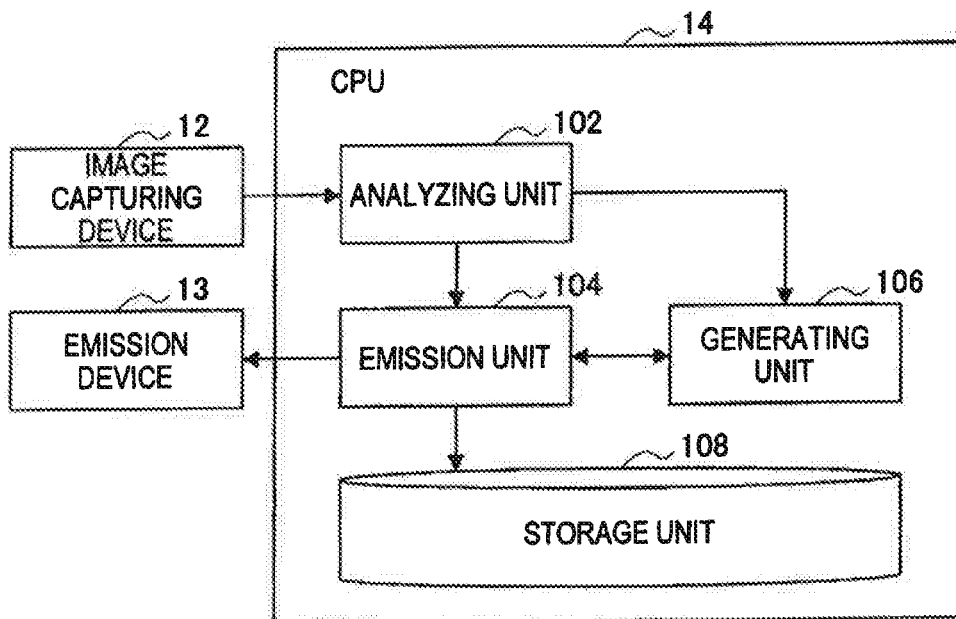 14
CPU
12
IMAGE
CAPTURING
DEVICE
102
ANALYZING UNIT
13
EMISSION
DEVICE
104
EMISSION UNIT
106
GENERATING
UNIT
108
STORAGE UNIT